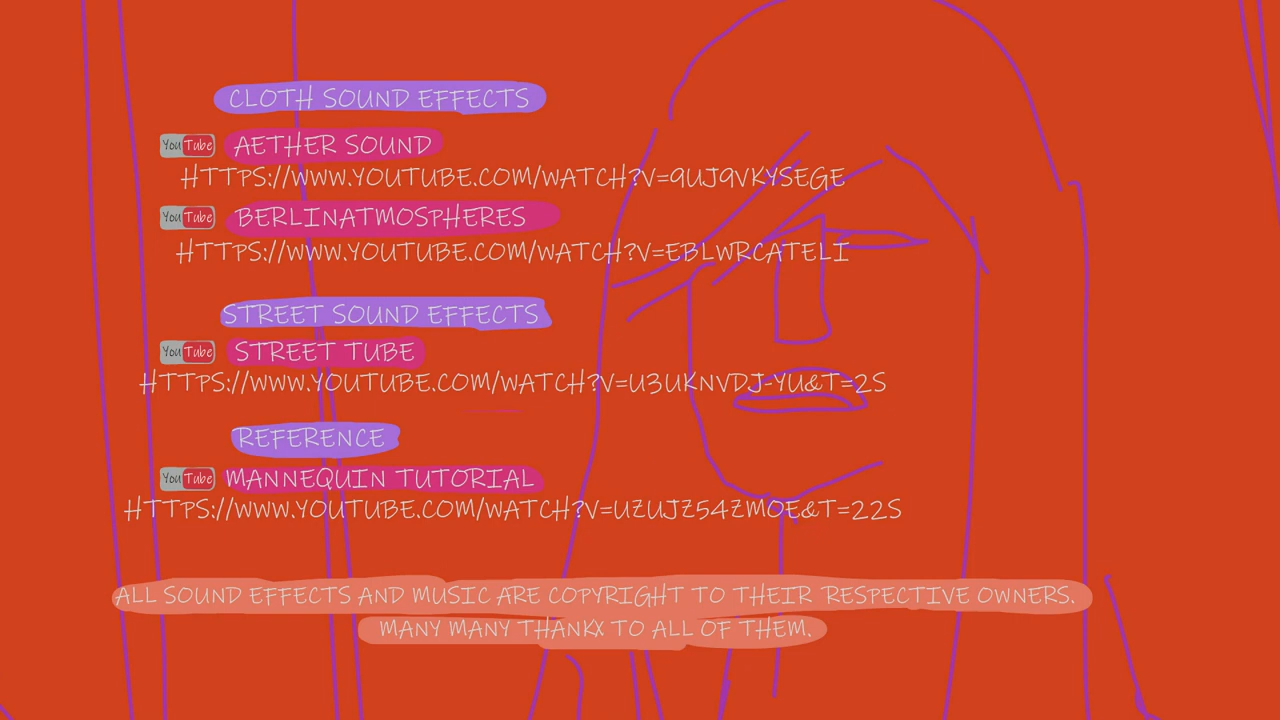 CLOTH SOUND EFFECTS
YouTube AETHER SOUND
HTTPS://WWW.YOUTUBE.COM/WATCH?V=9UJ9VKYSEGE
YouTube BERLINATMOSPHERES
HTTPS://WWW.YOUTUBE.COM/WATCH?V=EBLWRCATELI
STREET SOUND EFFECTS
YouTube STREET TUBE
HTTPS://WWW.YOUTUBE.COM/WATCH?V=U3UKNVDJ-YU&T=2S
REFERENCE
YouTube MANNEQUIN TUTORIAL
HTTPS://WWW.YOUTUBE.COM/WATCH?V=UZUJZ54ZMOE&T=22S
ALL SOUND EFFECTS AND MUSIC ARE COPYRIGHT TO THEIR RESPECTIVE OWNERS.
MANY MANY THANKX TO ALL OF THEM.